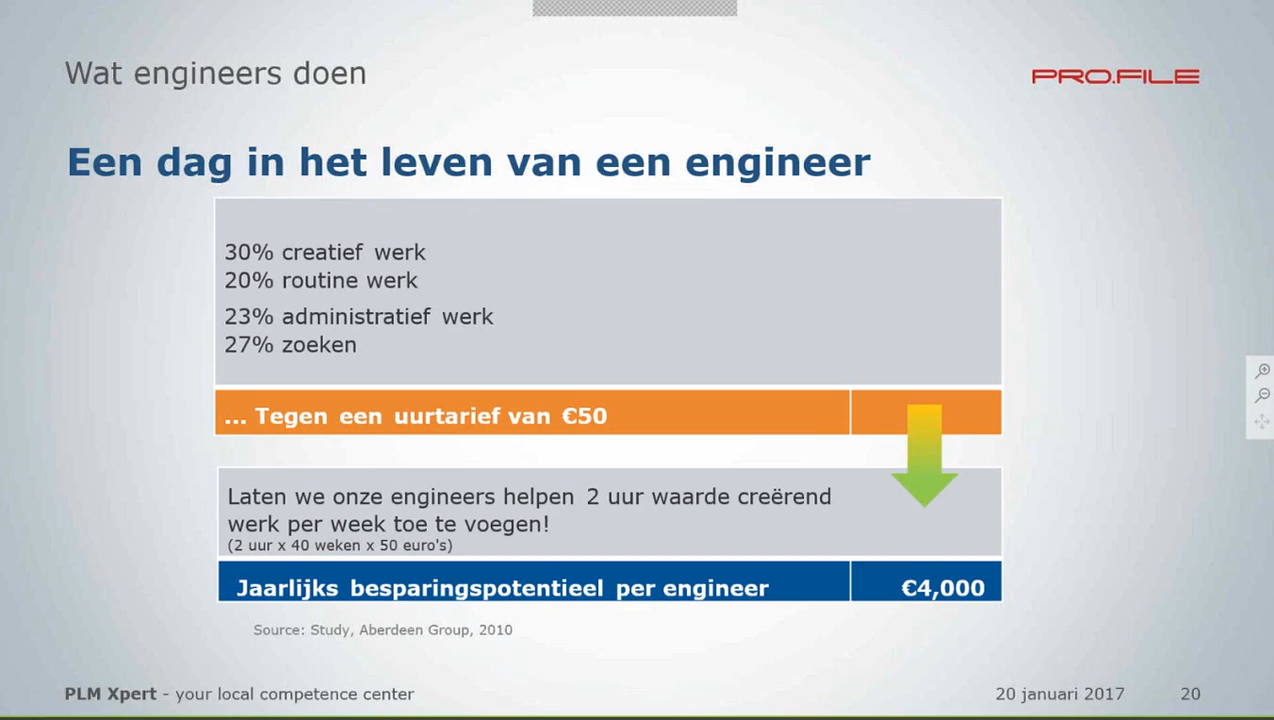 Wat engineers doen
PRO.FILE
Een dag in het leven van een engineer
30% creatief werk
20% routine werk
23% administratief werk
27% zoeken
... Tegen een uurtarief van €50
Laten we onze engineers helpen 2 uur waarde creërend
werk per week toe te voegen!
(2 uur x 40 weken x 50 euro's)
Jaarlijks besparingspotentieel per engineer €4,000
Source: Study, Aberdeen Group, 2010
PLM Xpert - your local competence center 20 januari 2017 20